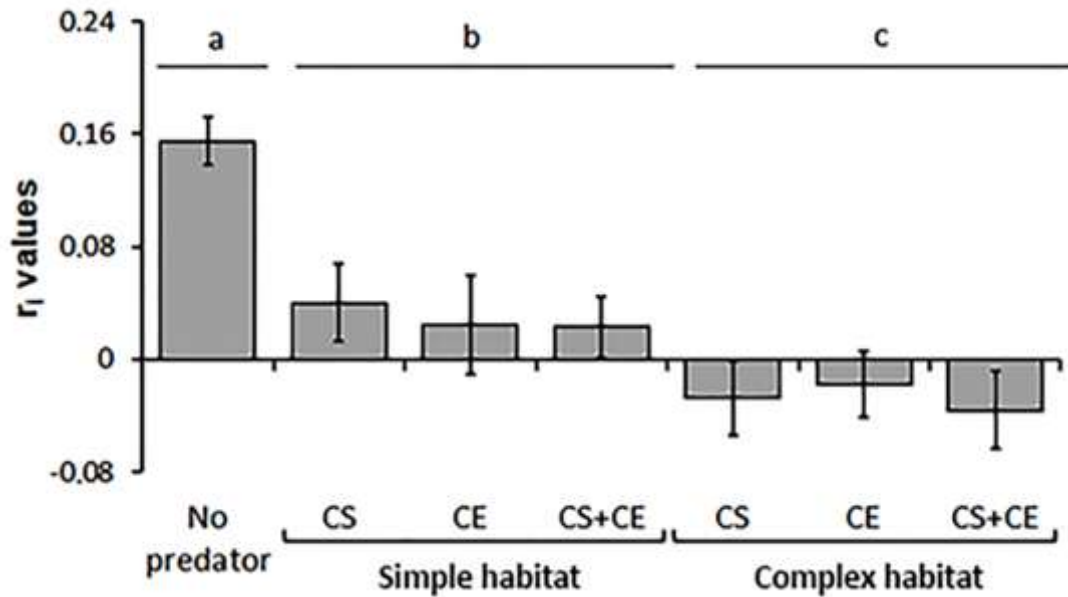 0.24
a
b
c
0.16
0.08
0
-0.08
rᵢ values
No
predator
CS
CE
CS+CE
CS
CE
CS+CE
Simple habitat
Complex habitat